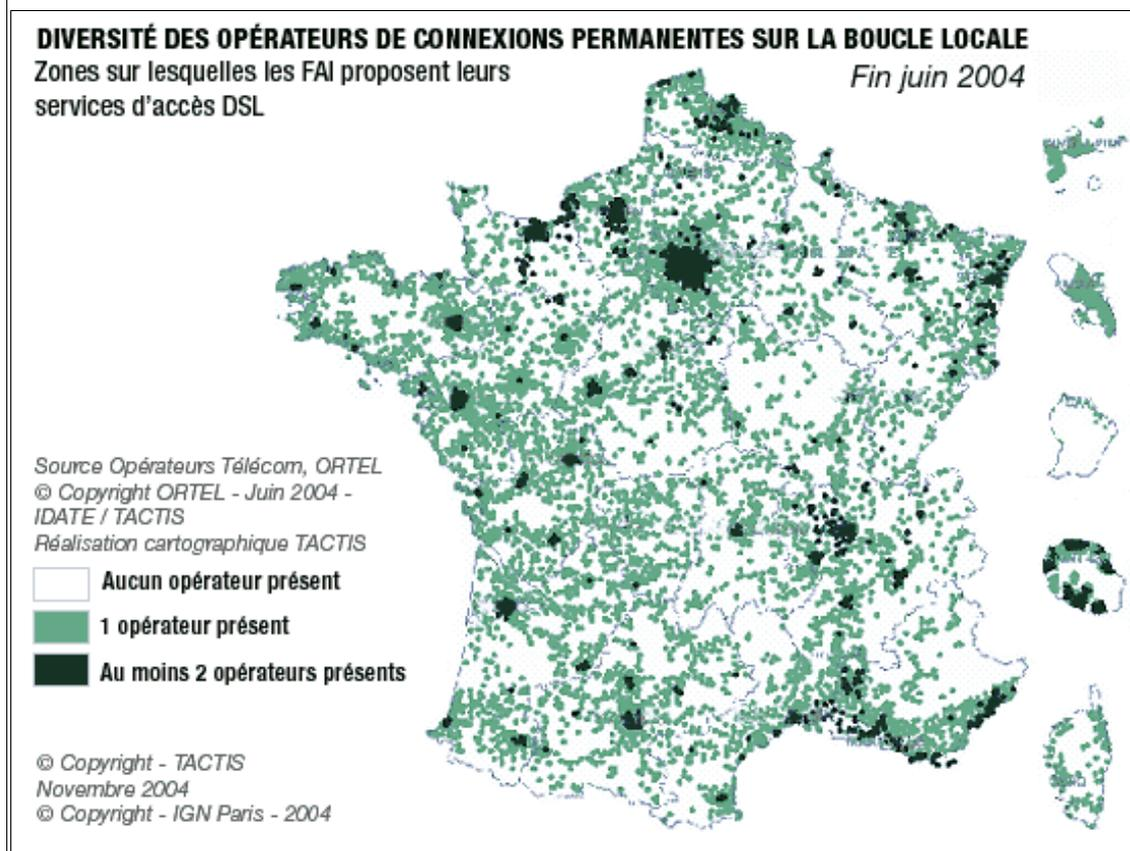 DIVERSITÉ DES OPÉRATEURS DE CONNEXIONS PERMANENTES SUR LA BOUCLE LOCALE
Zones sur lesquelles les FAI proposent leurs
services d'accès DSL
Fin juin 2004
Source Opérateurs Télécom, ORTEL
© Copyright ORTEL - Juin 2004 -
IDATE / TACTIS
Réalisation cartographique TACTIS
Aucun opérateur présent
1 opérateur présent
Au moins 2 opérateurs présents
© Copyright - TACTIS
Novembre 2004
© Copyright - IGN Paris - 2004